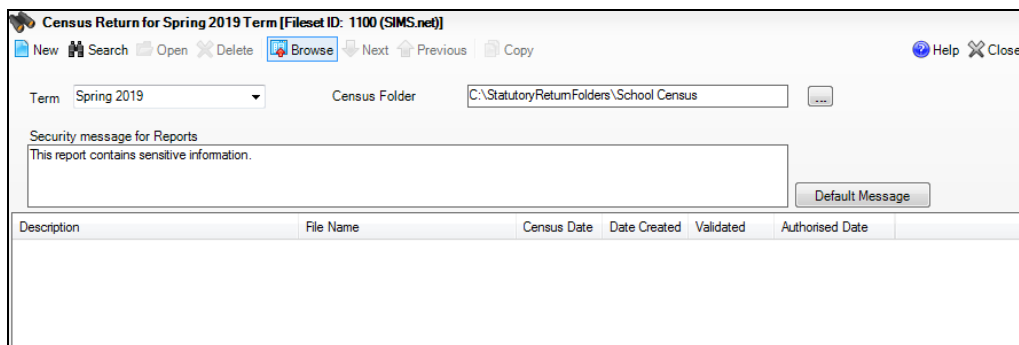 Census Return for Spring 2019 Term [Fileset ID: 1100 (SIMS.net)]
New Search Open Delete Browse Next Previous Copy Help Close
Term Spring 2019 Census Folder C:\StatutoryReturnFolders\School Census ...
Security message for Reports
This report contains sensitive information.
Default Message
Description File Name Census Date Date Created Validated Authorised Date